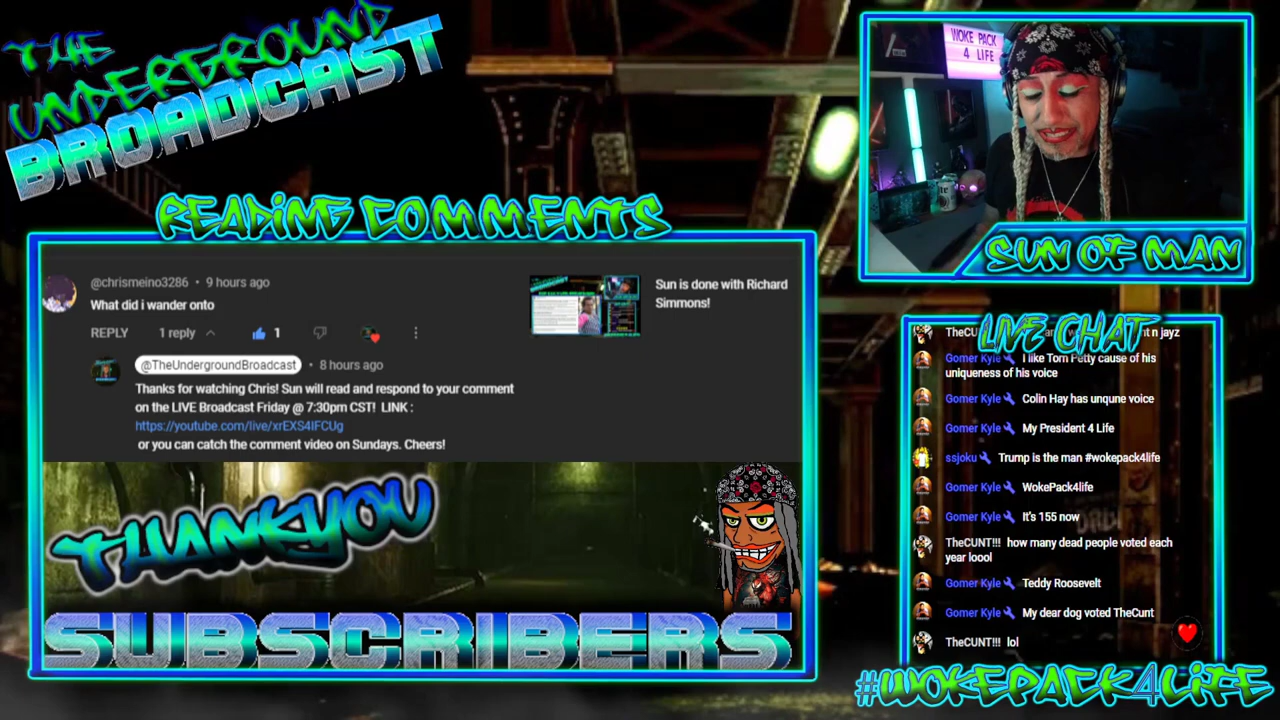 THE
UNDERGROUND
BROADCAST
READING COMMENTS
@chrismeino3286 • 9 hours ago
What did i wander onto
REPLY 1 reply 1
@TheUndergroundBroadcast • 8 hours ago
Thanks for watching Chris! Sun will read and respond to your comment
on the LIVE Broadcast Friday @ 7:30pm CST! LINK :
https://youtube.com/live/xrEXS4IFCUg
or you can catch the comment video on Sundays. Cheers!
Sun is done with Richard
Simmons!
THANKYOU
SUBSCRIBERS
WOKE PACK
4 LIFE
SUN OF MAN
LIVE CHAT
n jayz
Gomer Kyle I like Tom Petty cause of his
uniqueness of his voice
Gomer Kyle Colin Hay has unqune voice
Gomer Kyle My President 4 Life
ssjoku Trump is the man #wokepack4life
Gomer Kyle WokePack4life
Gomer Kyle It's 155 now
TheCUNT!!! how many dead people voted each
year loool
Gomer Kyle Teddy Roosevelt
Gomer Kyle My dear dog voted TheCunt
TheCUNT!!! lol
#WOKEPACK4LIFE